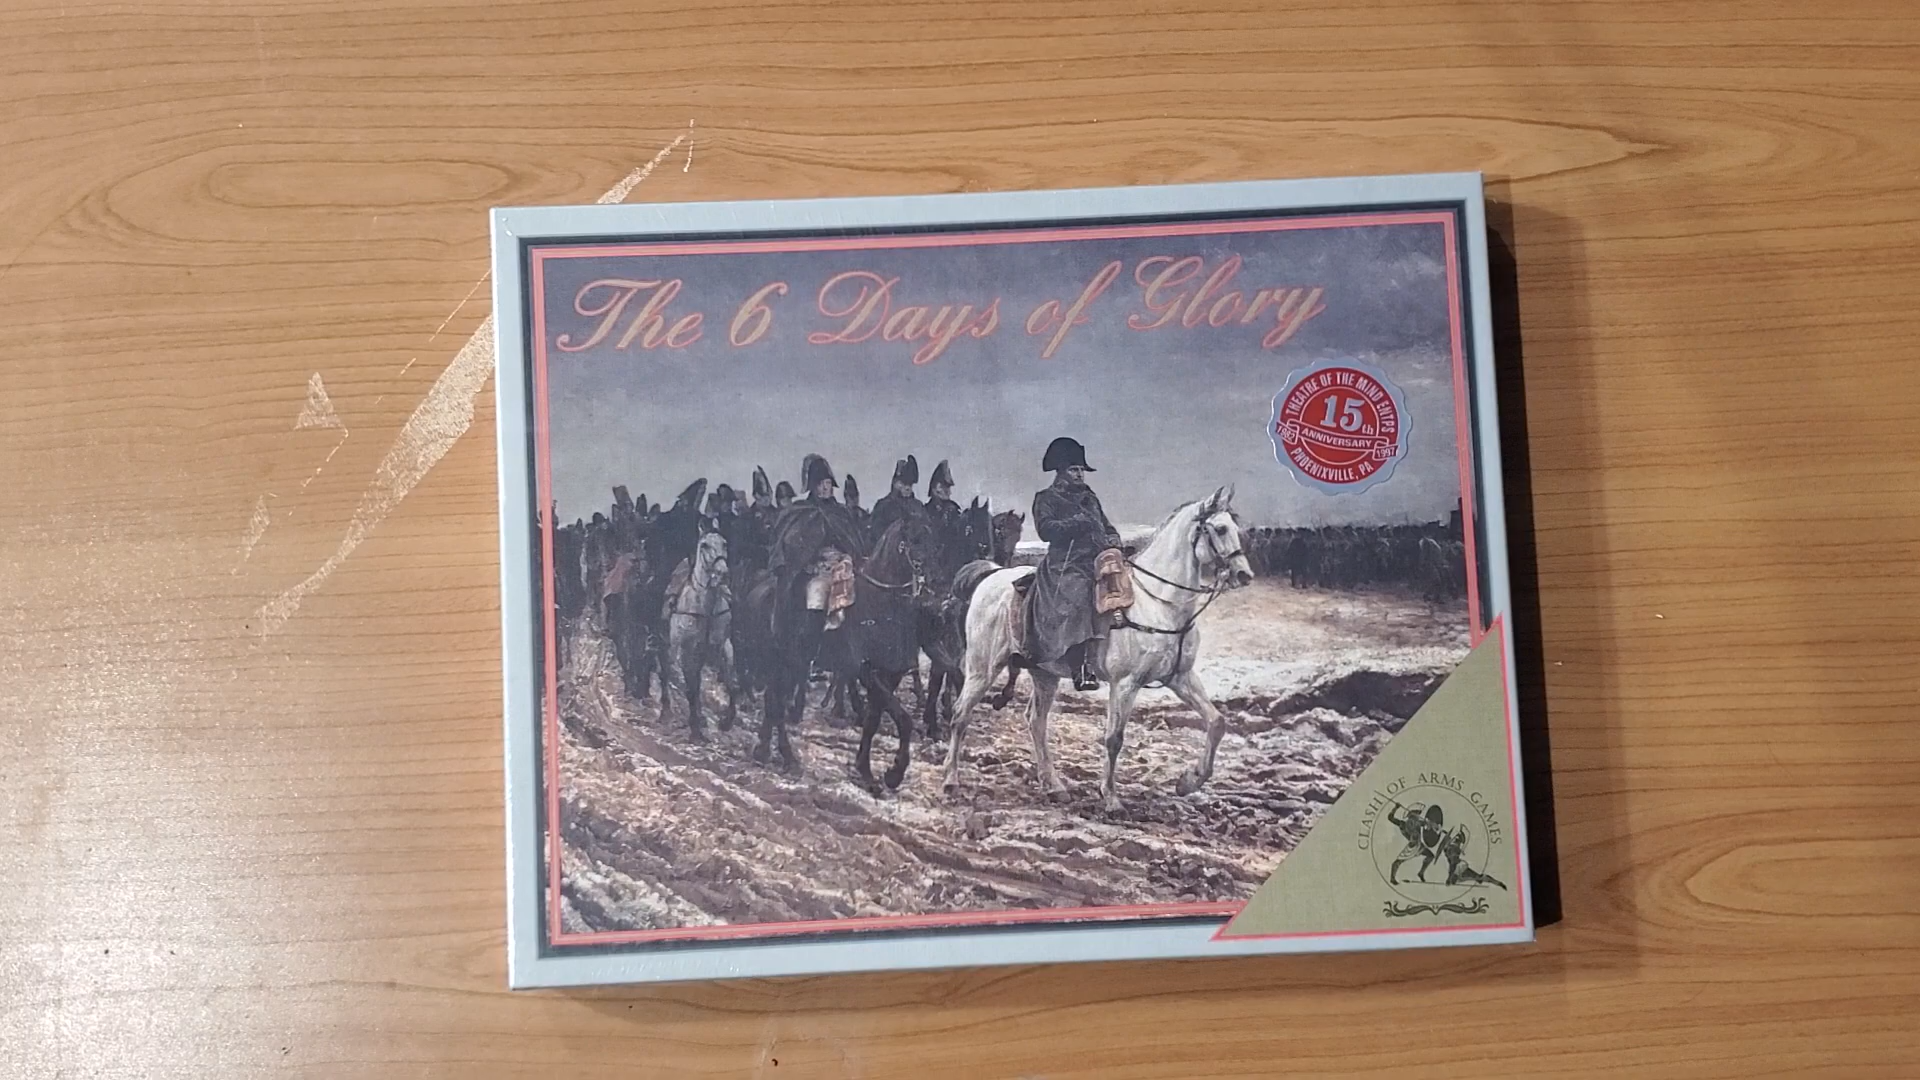 The 6 Days of Glory
THEATRE OF THE MIND ENTPS
15th
ANNIVERSARY
1982
1997
PHOENIXVILLE, PA
CLASH OF ARMS GAMES